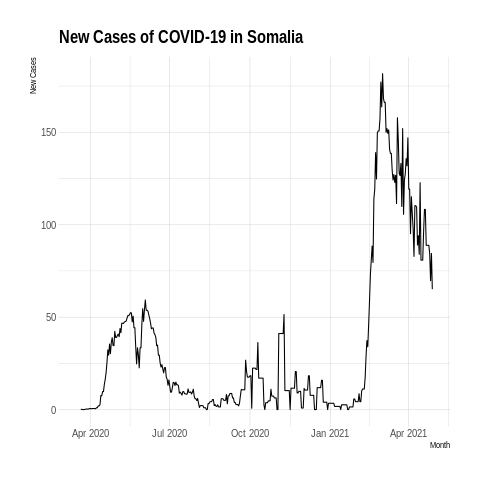 New Cases of COVID-19 in Somalia
New Cases
150
100
50
0
Apr 2020 Jul 2020 Oct 2020 Jan 2021 Apr 2021
Month